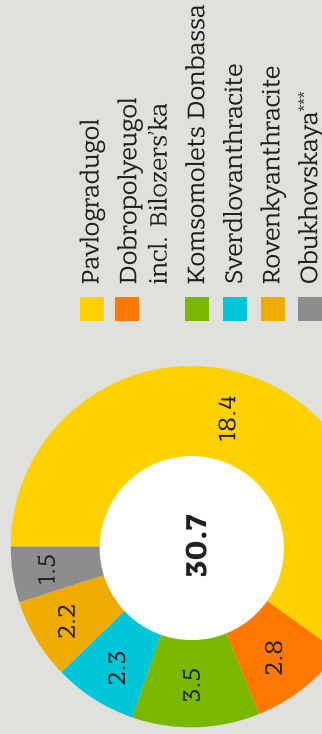 Pavlogradugol
Dobropolyeugol
incl. Bilozers'ka
Komsomolets Donbassa
Sverdlovanthracite
Rovenkyanthracite
Obukhovskaya***
30.7
18.4
2.8
3.5
2.3
2.2
1.5